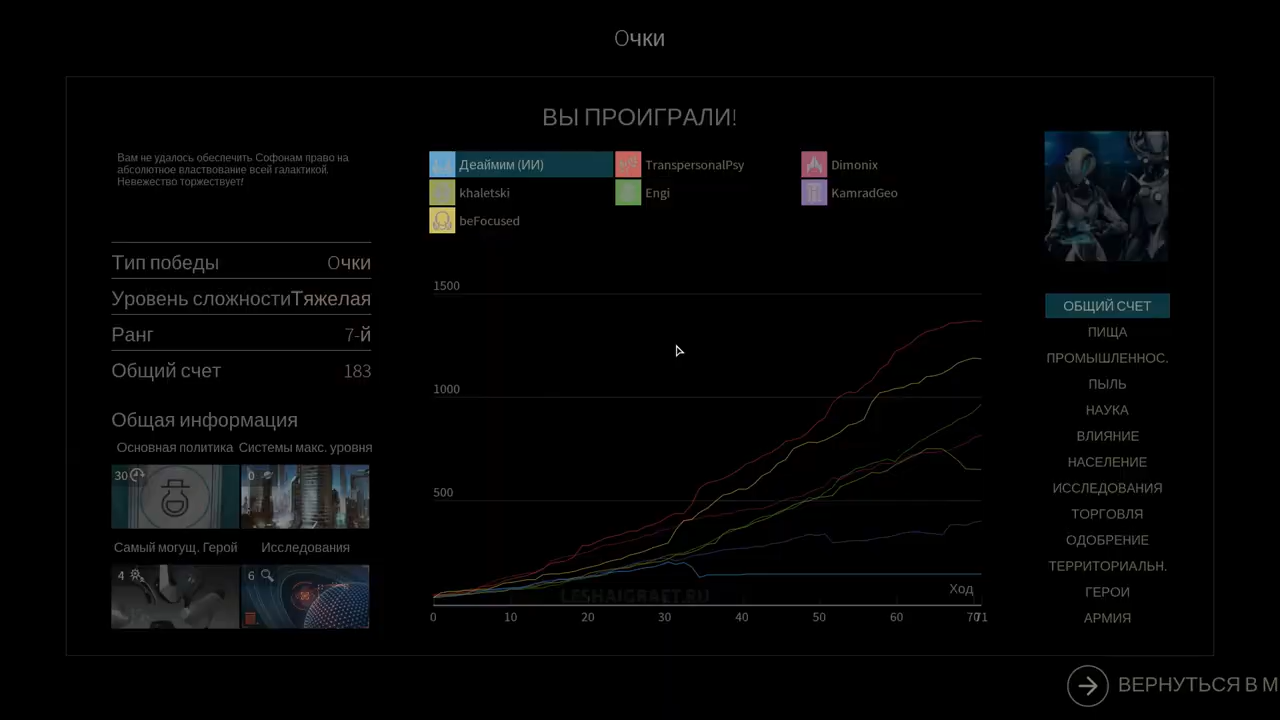 Очки
ВЫ ПРОИГРАЛИ!
Вам не удалось обеспечить Софонам право на
абсолютное властвование всей галактикой.
Невежество торжествует!
Деаймим (ИИ)
TranspersonalPsy
Dimonix
khaletski
Engi
KamradGeo
beFocused
Тип победы Очки
Уровень сложностиТяжелая
Ранг 7-й
Общий счет 183
Общая информация
Основная политика Системы макс. уровня
30 0
Самый могущ. Герой Исследования
4 6
1500
1000
500
Ход
0 10 20 30 40 50 60 70 71
LESHAIGRAET.RU
ОБЩИЙ СЧЕТ
ПИЩА
ПРОМЫШЛЕННОС.
ПЫЛЬ
НАУКА
ВЛИЯНИЕ
НАСЕЛЕНИЕ
ИССЛЕДОВАНИЯ
ТОРГОВЛЯ
ОДОБРЕНИЕ
ТЕРРИТОРИАЛЬН.
ГЕРОИ
АРМИЯ
ВЕРНУТЬСЯ В М